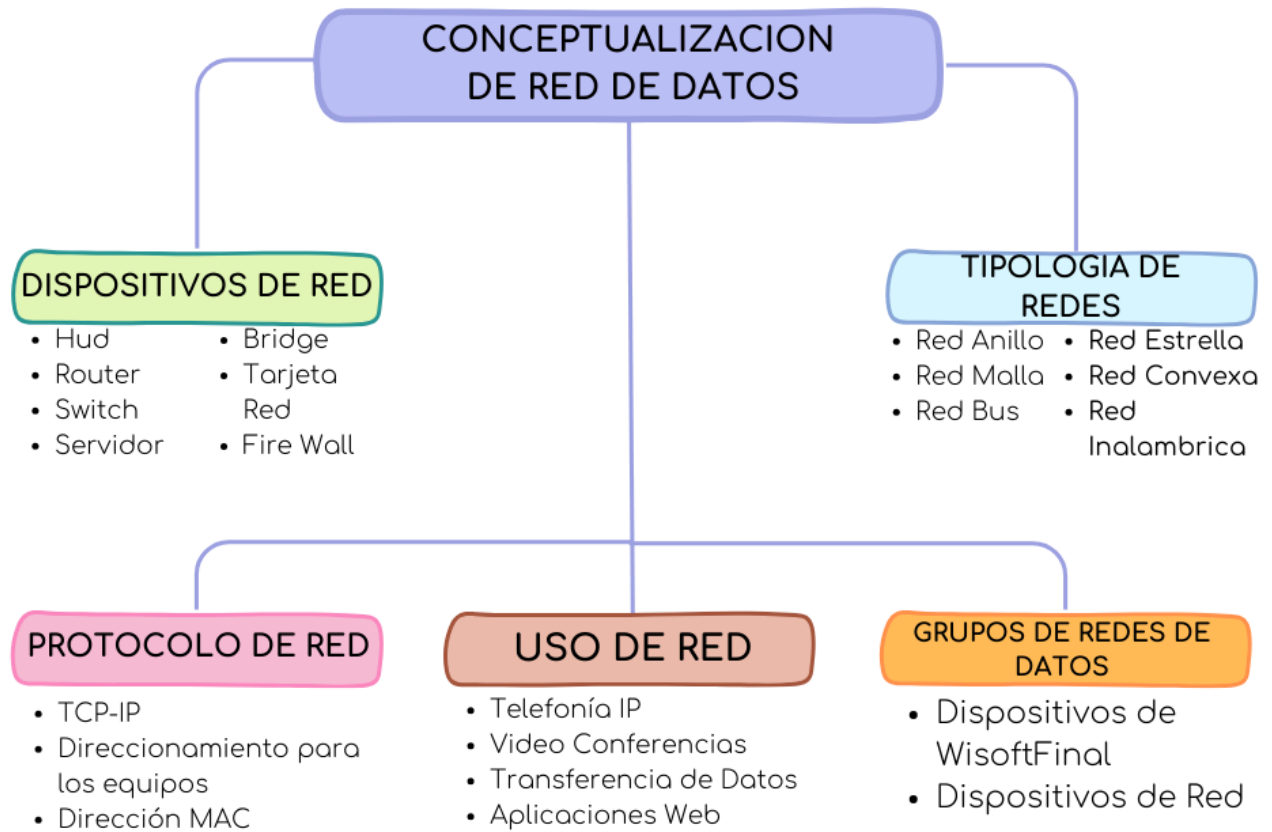 CONCEPTUALIZACION
DE RED DE DATOS
DISPOSITIVOS DE RED
Hud
Router
Switch
Servidor
Bridge
Tarjeta
Red
Fire Wall
TIPOLOGIA DE
REDES
Red Anillo
Red Malla
Red Bus
Red Estrella
Red Convexa
Red
Inalambrica
PROTOCOLO DE RED
TCP-IP
Direccionamiento para
los equipos
Dirección MAC
USO DE RED
Telefonía IP
Video Conferencias
Transferencia de Datos
Aplicaciones Web
GRUPOS DE REDES DE
DATOS
Dispositivos de
WisoftFinal
Dispositivos de Red